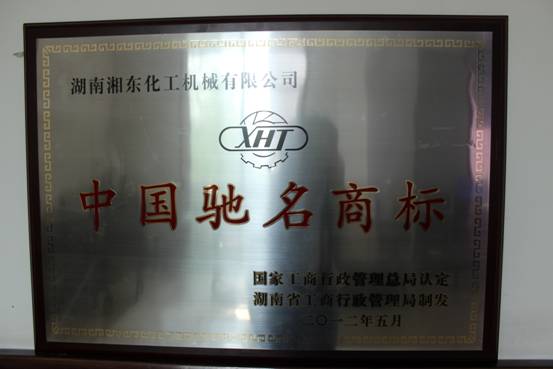 湖南湘东化工机械有限公司
XHT
中国驰名商标
国家工商行政管理总局认定
湖南省工商行政管理局制发
二〇一二年五月